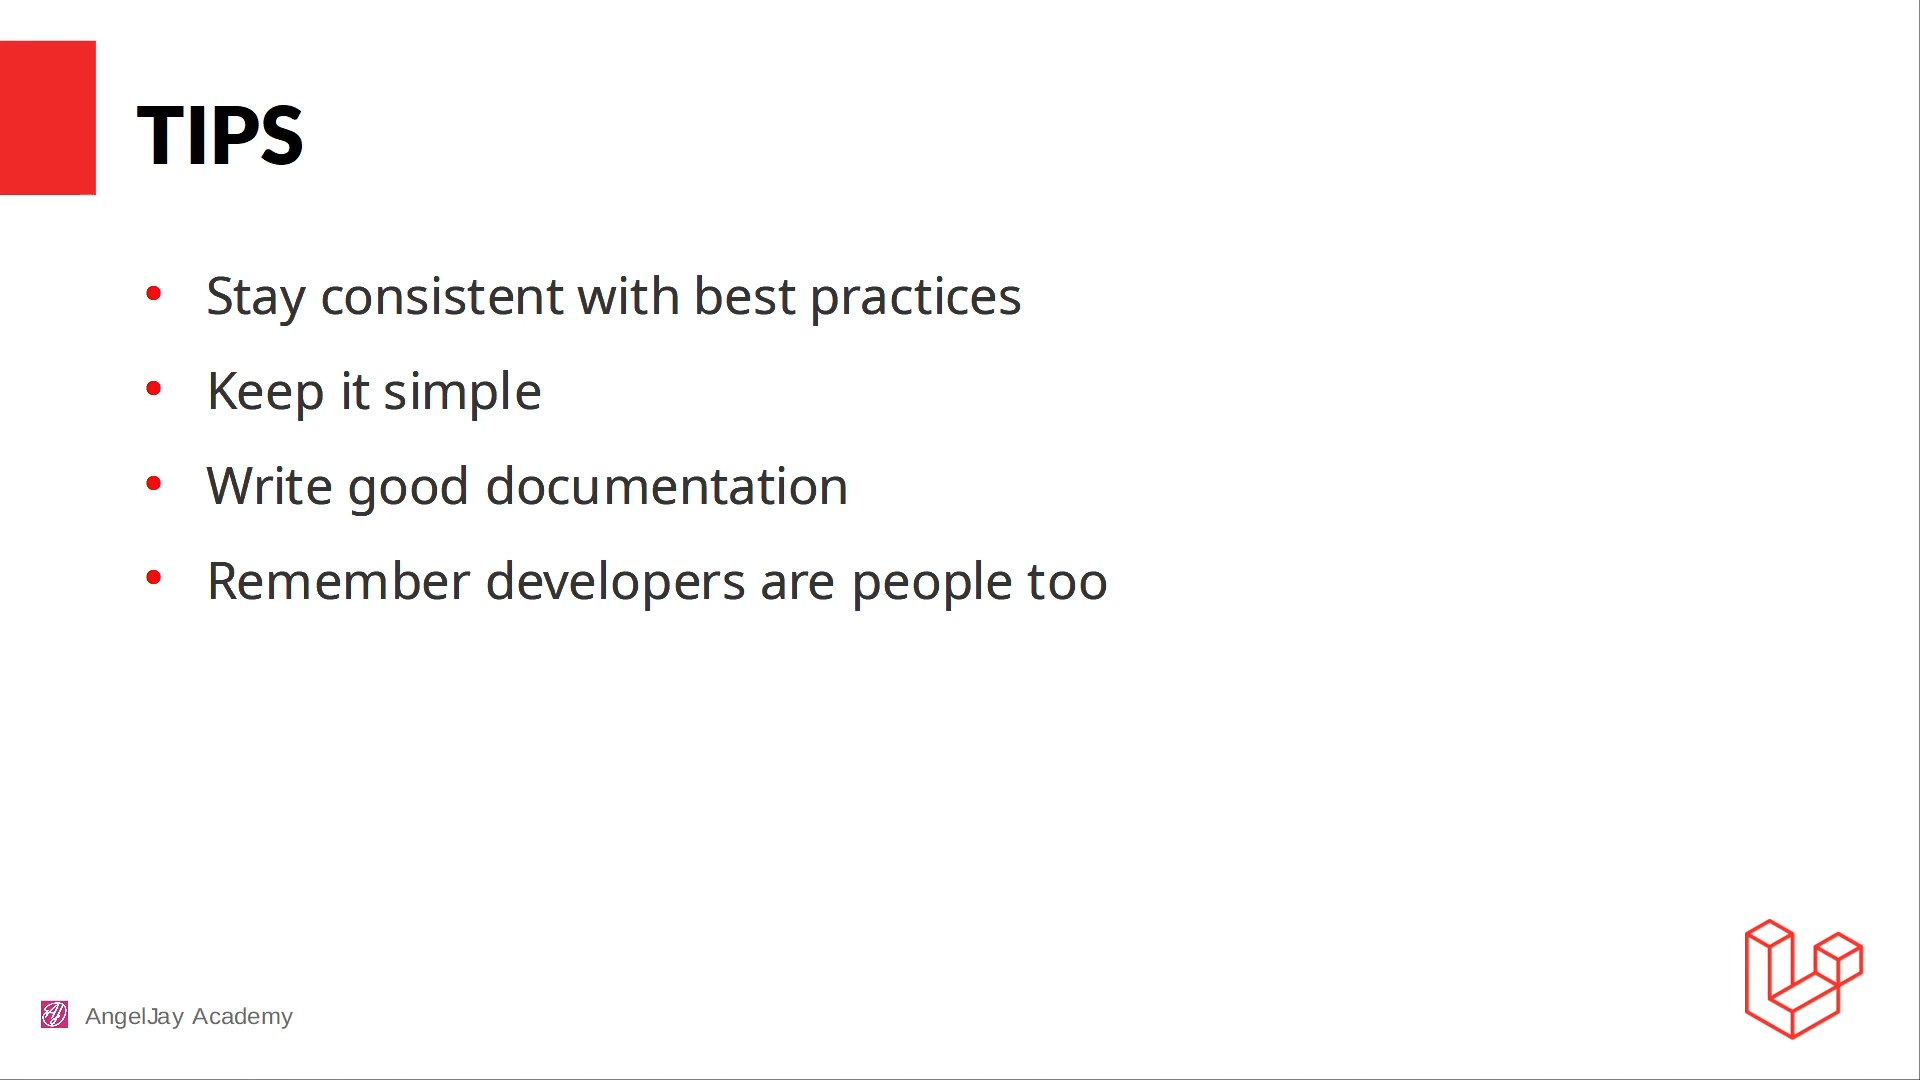 TIPS
Stay consistent with best practices
Keep it simple
Write good documentation
Remember developers are people too
AngelJay Academy